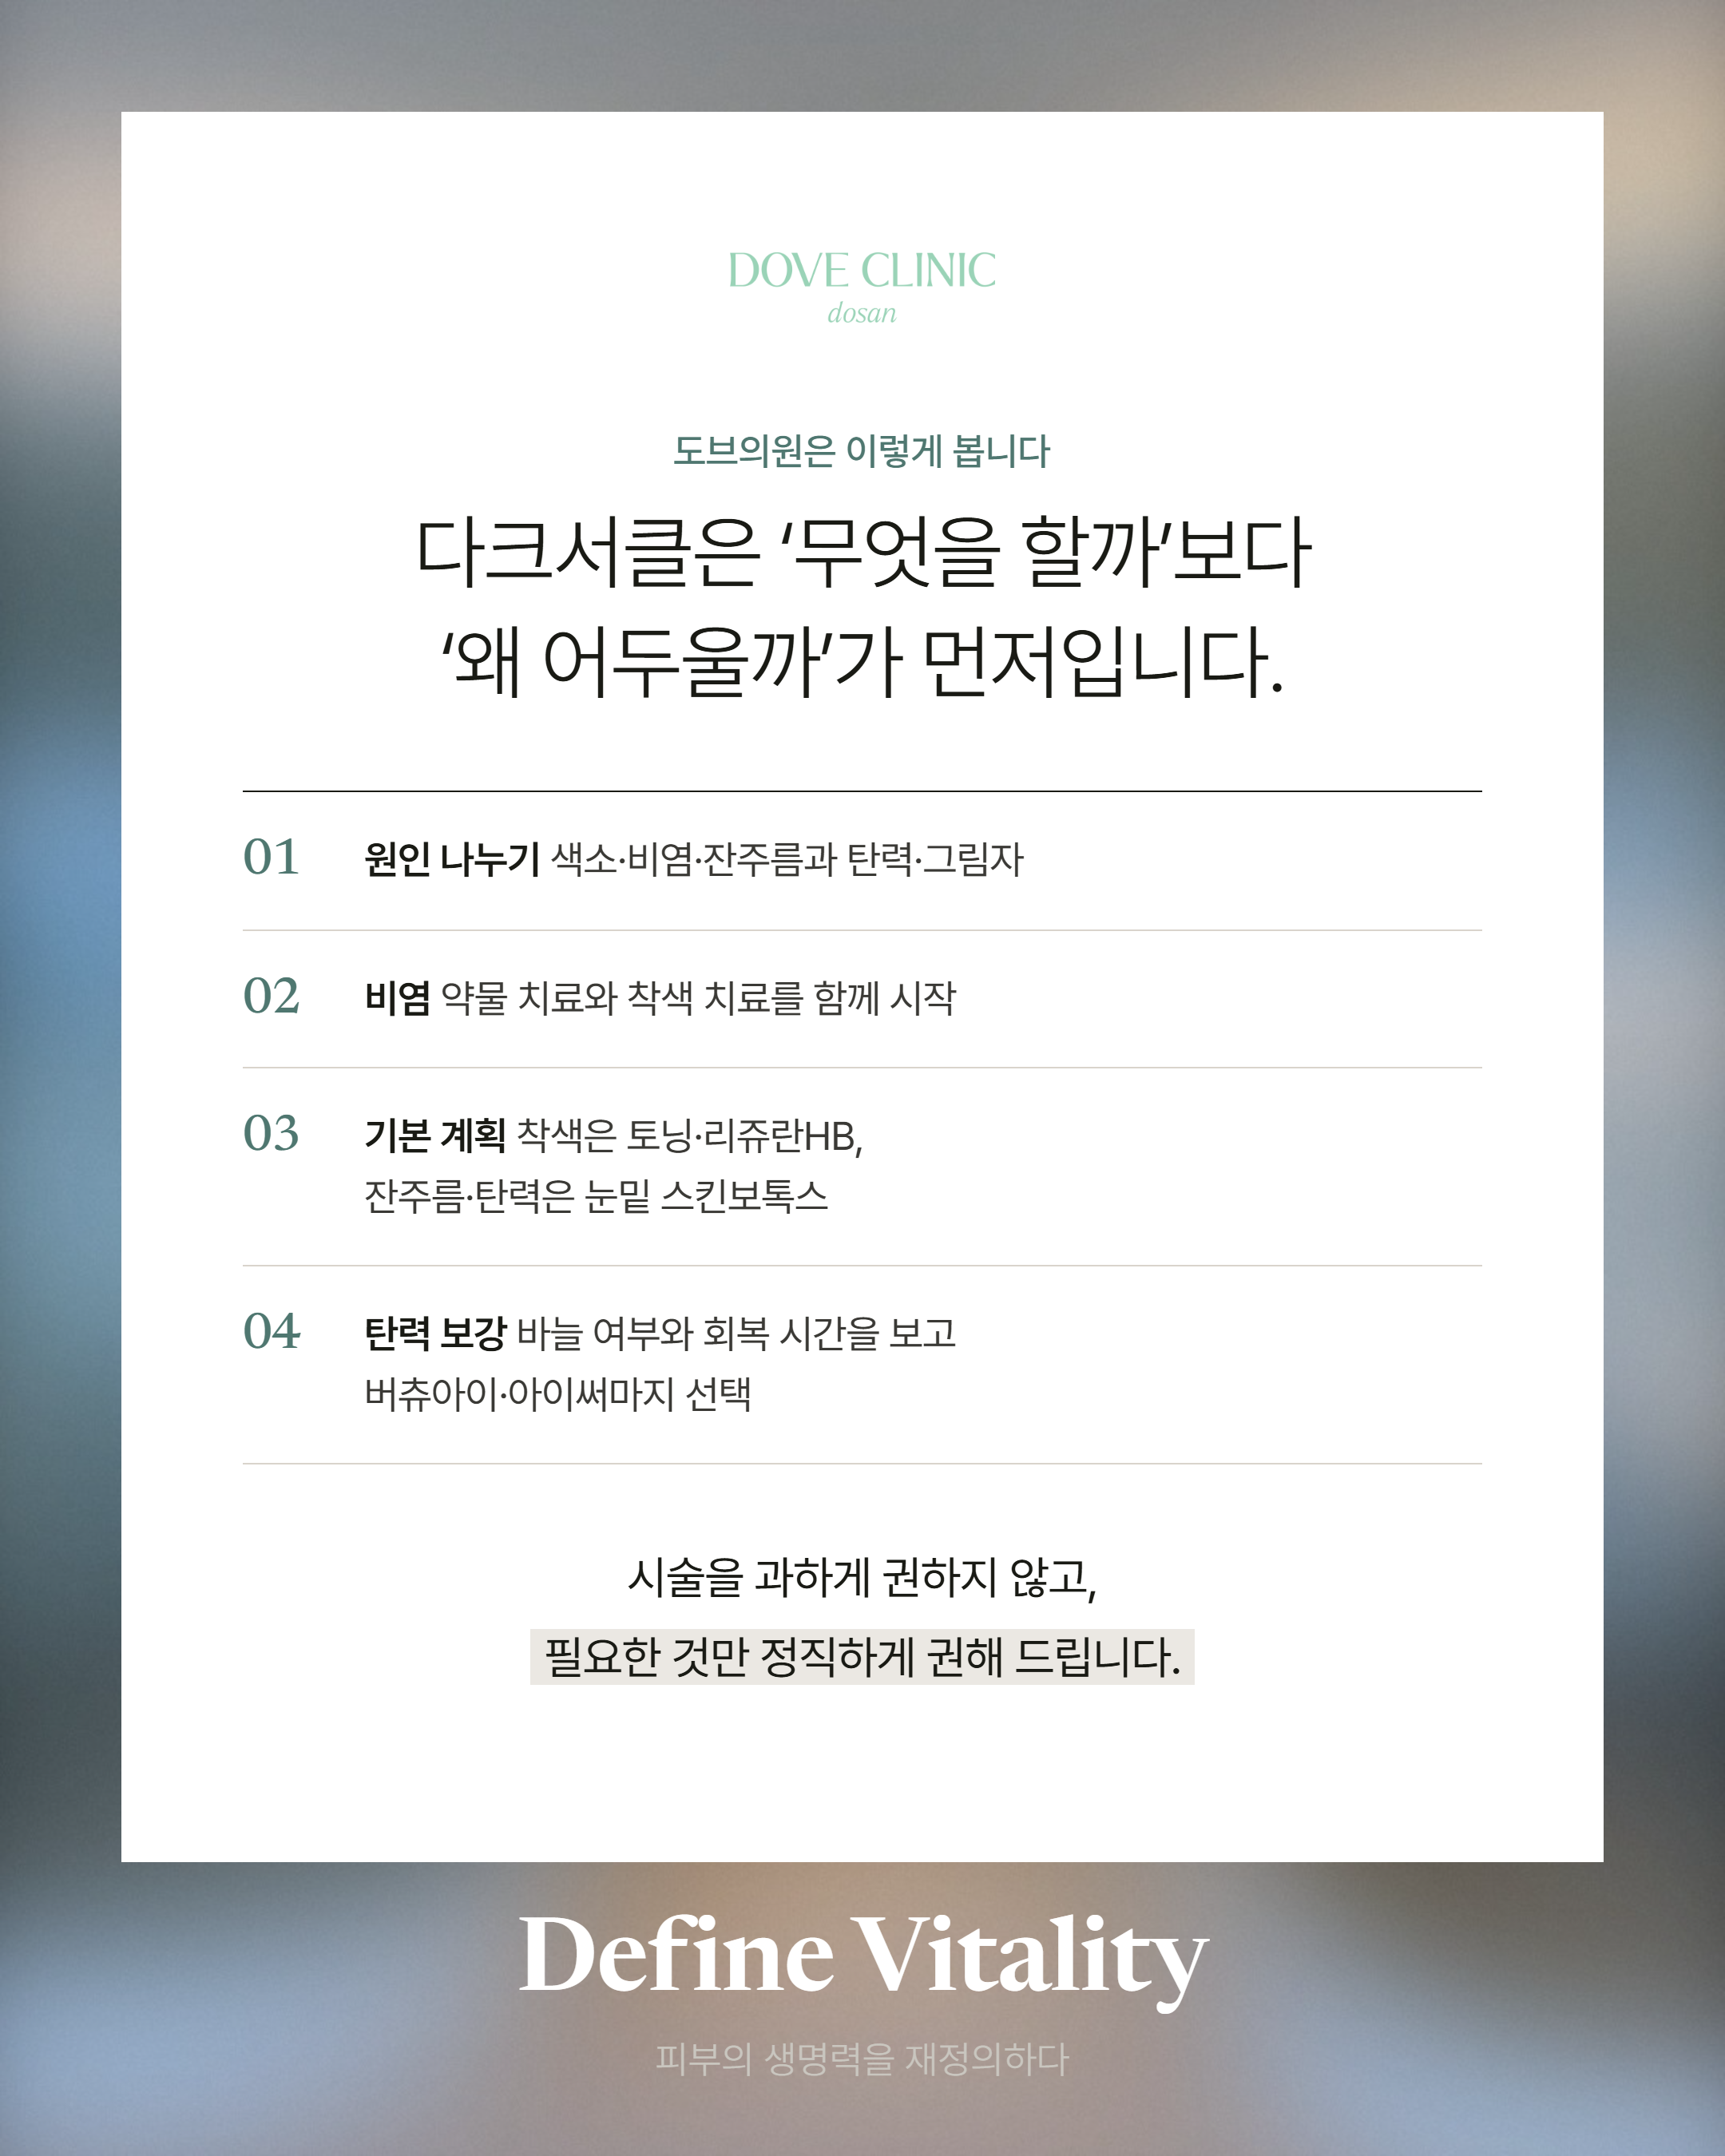 DOVE CLINIC
dosan
도브의원은 이렇게 봅니다
다크서클은 ‘무엇을 할까’보다
‘왜 어두울까’가 먼저입니다.
01 원인 나누기 색소·비염·잔주름과 탄력·그림자
02 비염 약물 치료와 착색 치료를 함께 시작
03 기본 계획 착색은 토닝·리쥬란HB,
잔주름·탄력은 눈밑 스킨보톡스
04 탄력 보강 바늘 여부와 회복 시간을 보고
버츄아이·아이써마지 선택
시술을 과하게 권하지 않고,
필요한 것만 정직하게 권해 드립니다.
Define Vitality
피부의 생명력을 재정의하다